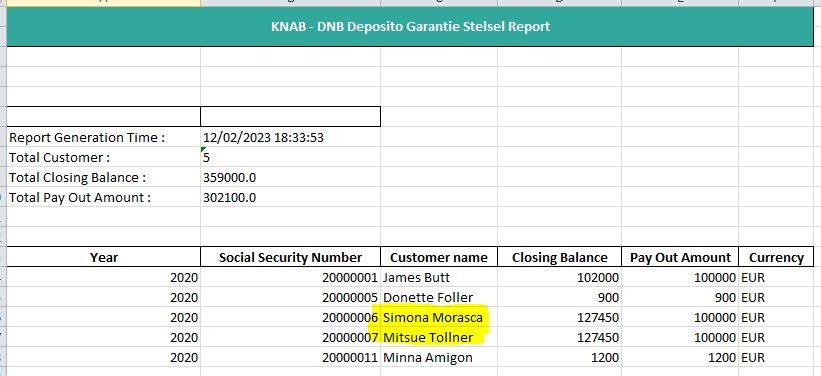 KNAB - DNB Deposito Garantie Stelsel Report
Report Generation Time : 12/02/2023 18:33:53
Total Customer : 5
Total Closing Balance : 359000.0
Total Pay Out Amount : 302100.0
Year Social Security Number Customer name Closing Balance Pay Out Amount Currency
2020 20000001 James Butt 102000 100000 EUR
2020 20000005 Donette Foller 900 900 EUR
2020 20000006 Simona Morasca 127450 100000 EUR
2020 20000007 Mitsue Tollner 127450 100000 EUR
2020 20000011 Minna Amigon 1200 1200 EUR